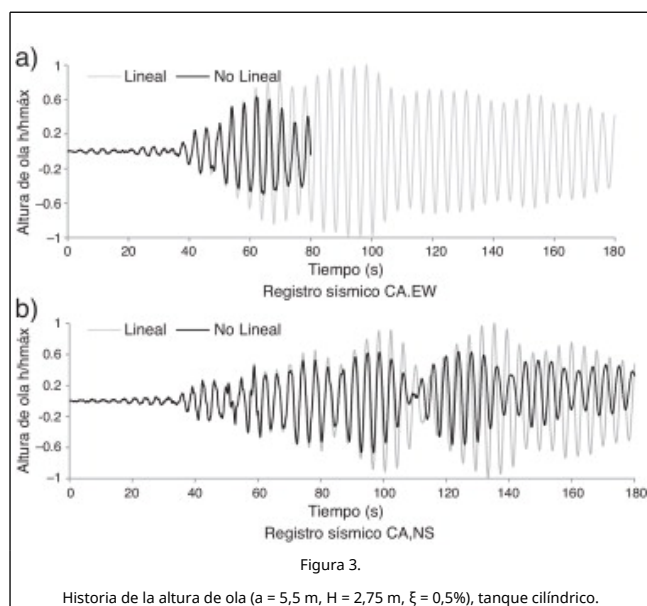 a)
Lineal No Lineal
Altura de ola h/hmáx
1
0.6
0.2
-0.2
-0.6
-1
0 20 40 60 80 100 120 140 160 180
Tiempo (s)
Registro sísmico CA.EW
b)
Lineal No Lineal
Altura de ola h/hmáx
1
0.6
0.2
-0.2
-0.6
-1
0 20 40 60 80 100 120 140 160 180
Tiempo (s)
Registro sísmico CA,NS
Figura 3.
Historia de la altura de ola (a = 5,5 m, H = 2,75 m, ξ = 0,5%), tanque cilíndrico.